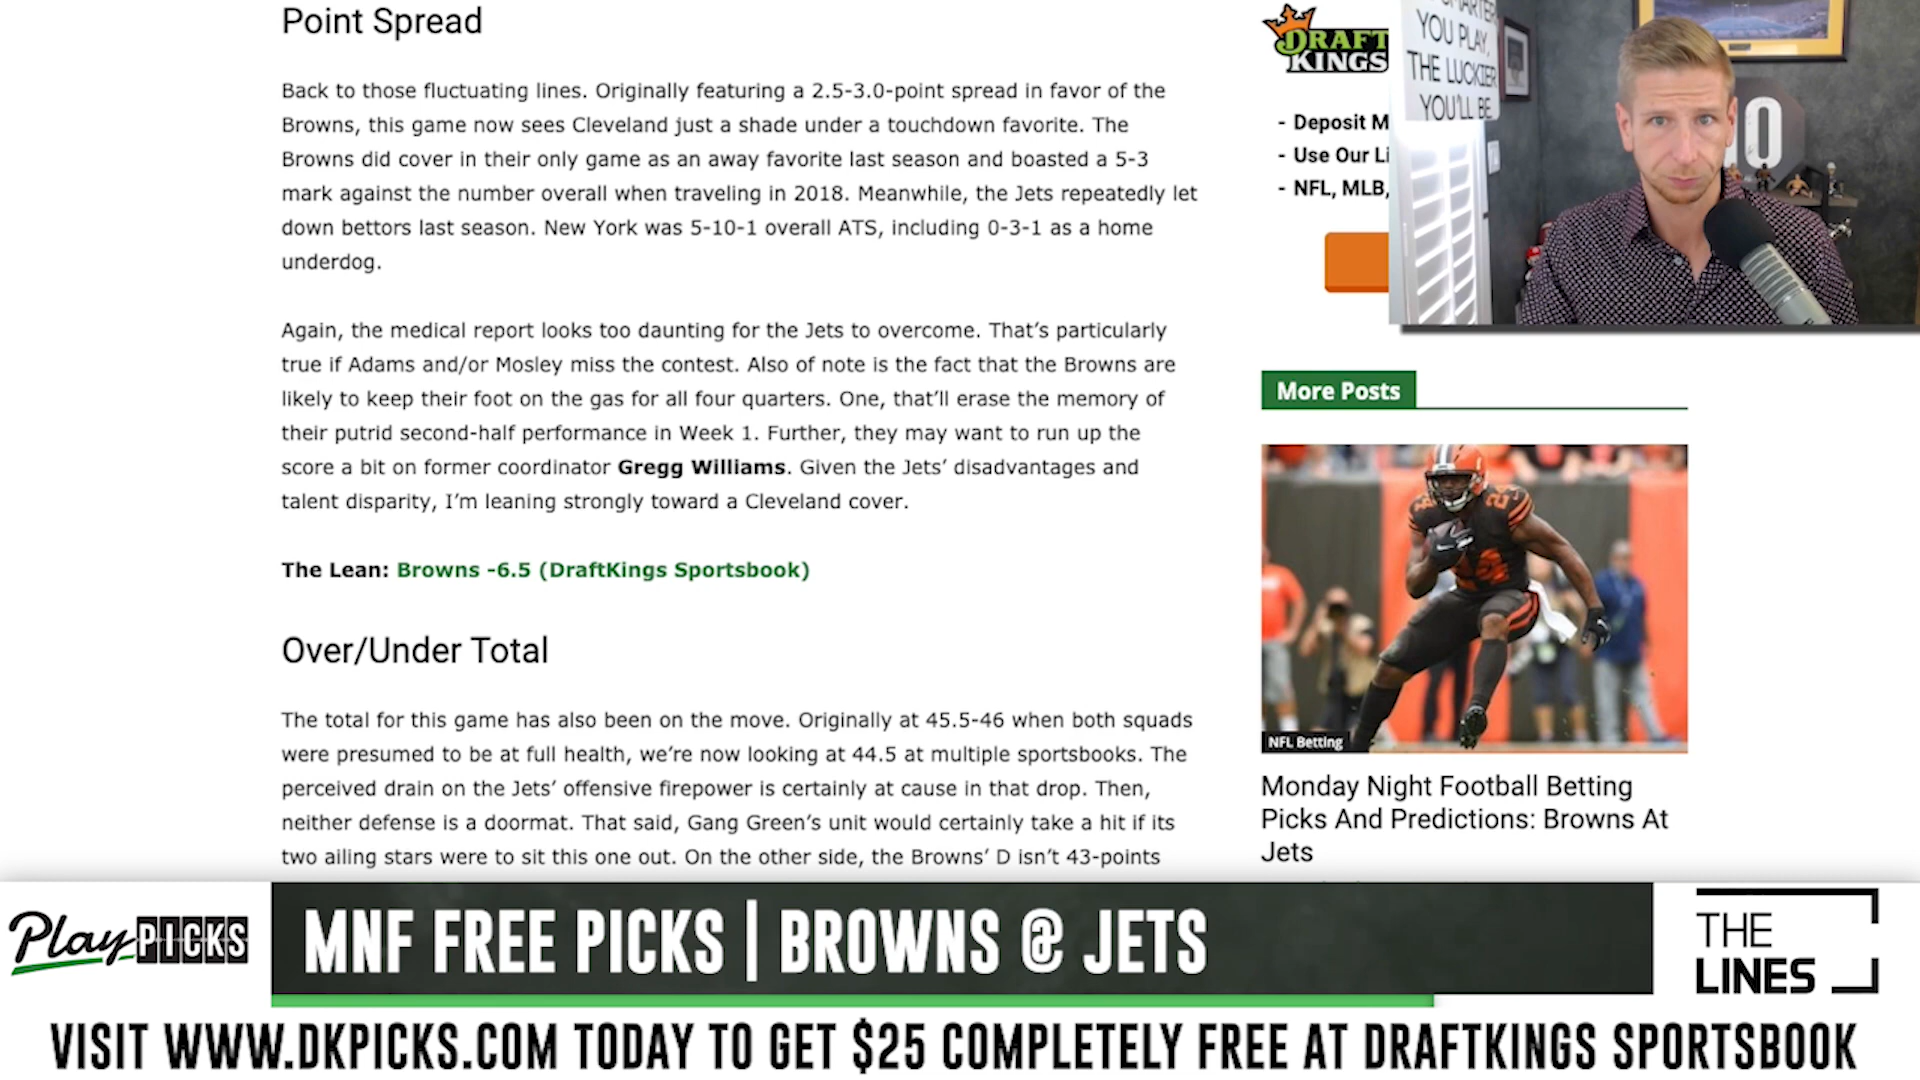 Point Spread
Back to those fluctuating lines. Originally featuring a 2.5-3.0-point spread in favor of the
Browns, this game now sees Cleveland just a shade under a touchdown favorite. The
Browns did cover in their only game as an away favorite last season and boasted a 5-3
mark against the number overall when traveling in 2018. Meanwhile, the Jets repeatedly let
down bettors last season. New York was 5-10-1 overall ATS, including 0-3-1 as a home
underdog.
Again, the medical report looks too daunting for the Jets to overcome. That's particularly
true if Adams and/or Mosley miss the contest. Also of note is the fact that the Browns are
likely to keep their foot on the gas for all four quarters. One, that'll erase the memory of
their putrid second-half performance in Week 1. Further, they may want to run up the
score a bit on former coordinator Gregg Williams. Given the Jets' disadvantages and
talent disparity, I'm leaning strongly toward a Cleveland cover.
The Lean: Browns -6.5 (DraftKings Sportsbook)
Over/Under Total
The total for this game has also been on the move. Originally at 45.5-46 when both squads
were presumed to be at full health, we're now looking at 44.5 at multiple sportsbooks. The
perceived drain on the Jets' offensive firepower is certainly at cause in that drop. Then,
neither defense is a doormat. That said, Gang Green's unit would certainly take a hit if its
two ailing stars were to sit this one out. On the other side, the Browns' D isn't 43-points
DRAFT
KINGS
- Deposit M
- Use Our Li
- NFL, MLB,
YOU PLAY,
THE LUCKIER
YOU'LL BE
More Posts
24
NFL Betting
Monday Night Football Betting
Picks And Predictions: Browns At
Jets
Play PICKS
MNF FREE PICKS | BROWNS @ JETS
THE
LINES
VISIT WWW.DKPICKS.COM TODAY TO GET $25 COMPLETELY FREE AT DRAFTKINGS SPORTSBOOK